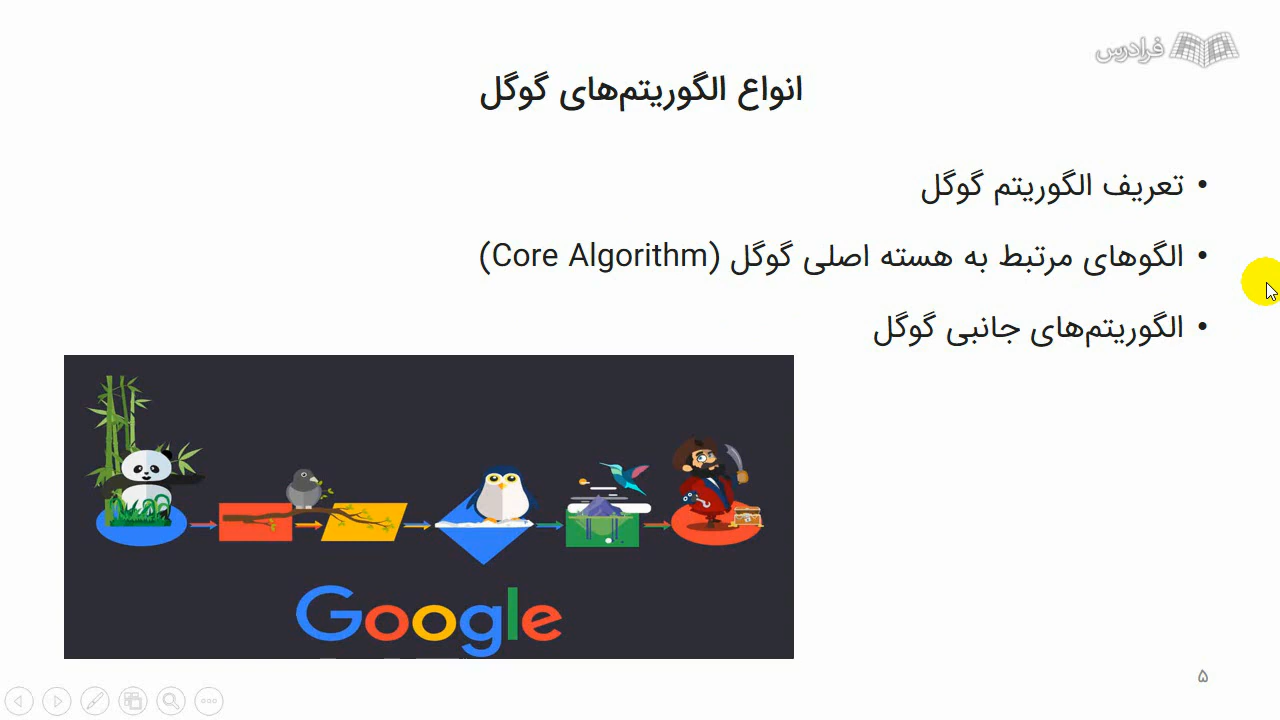 فرادرس
انواع الگوریتم‌های گوگل
• تعریف الگوریتم گوگل
• الگوهای مرتبط به هسته اصلی گوگل (Core Algorithm)
• الگوریتم‌های جانبی گوگل
Google
۵